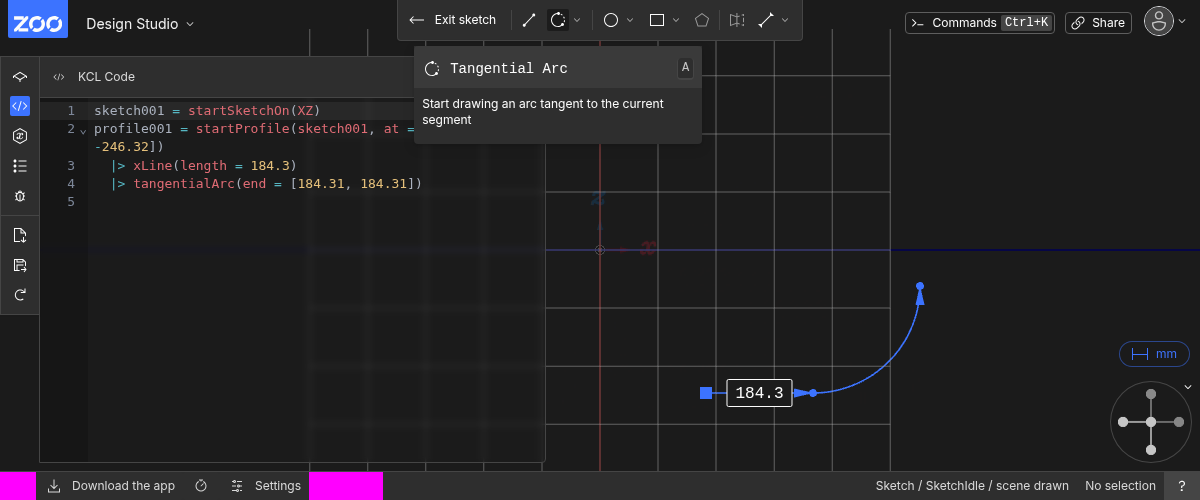 ZOO
Design Studio
Exit sketch
Commands Ctrl+K
Share
Tangential Arc
A
Start drawing an arc tangent to the current
segment
KCL Code
1 sketch001 = startSketchOn(XZ)
2 profile001 = startProfile(sketch001, at =
-246.32])
3 |> xLine(length = 184.3)
4 |> tangentialArc(end = [184.31, 184.31])
5
z
x
184.3
mm
Download the app
Settings
Sketch / SketchIdle / scene drawn
No selection
?